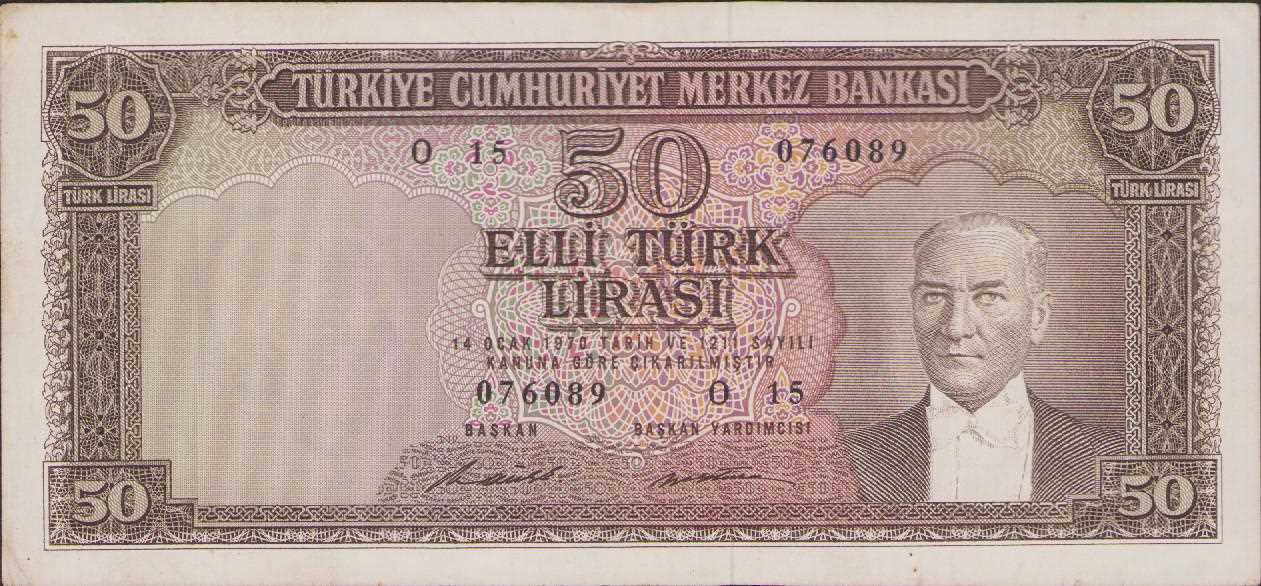 TÜRKİYE CUMHURİYET MERKEZ BANKASI
50 50
O 15 50 076089
TÜRK LİRASI TÜRK LİRASI
ELLİ TÜRK
LİRASI
14 OCAK 1970 TARİH VE 1211 SAYILI
KANUNA GÖRE ÇIKARILMIŞTIR
076089 O 15
BAŞKAN BAŞKAN YARDIMCISI
50 50